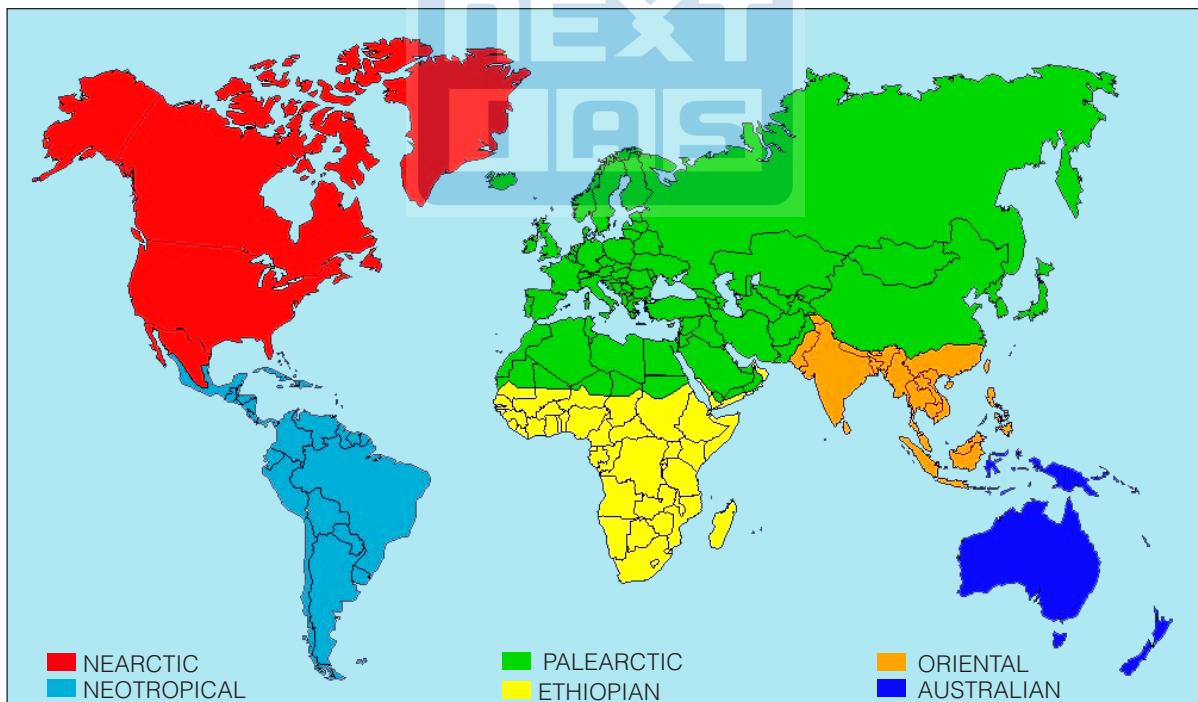 NEXT
IAS
NEARCTIC
NEOTROPICAL
PALEARCTIC
ETHIOPIAN
ORIENTAL
AUSTRALIAN